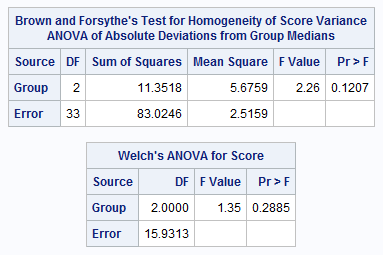 Brown and Forsythe's Test for Homogeneity of Score Variance
ANOVA of Absolute Deviations from Group Medians
Source DF Sum of Squares Mean Square F Value Pr > F
Group 2 11.3518 5.6759 2.26 0.1207
Error 33 83.0246 2.5159
Welch's ANOVA for Score
Source DF F Value Pr > F
Group 2.0000 1.35 0.2885
Error 15.9313